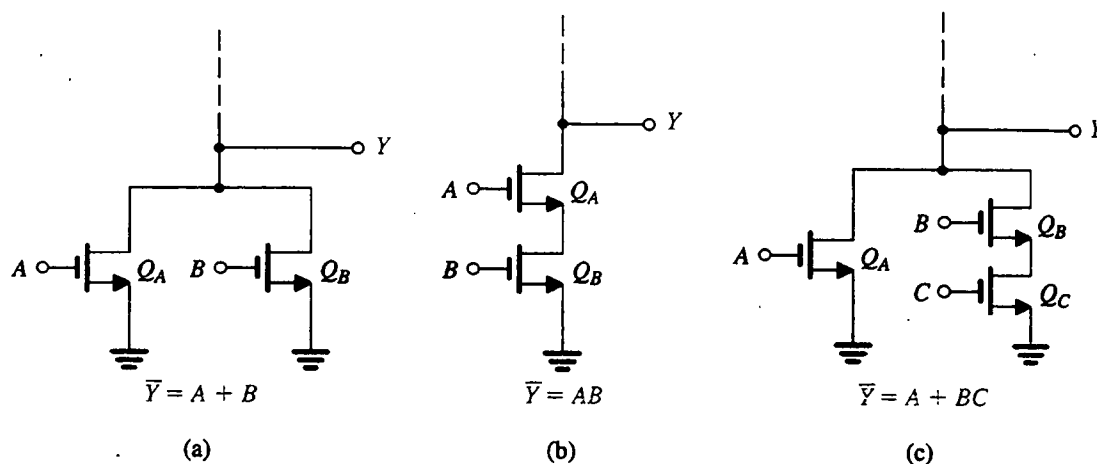 Y
A
Q_A
B
Q_B
Y̅ = A + B
(a)
Y
A
Q_A
B
Q_B
Y̅ = AB
(b)
Y
A
Q_A
B
Q_B
C
Q_C
Y̅ = A + BC
(c)